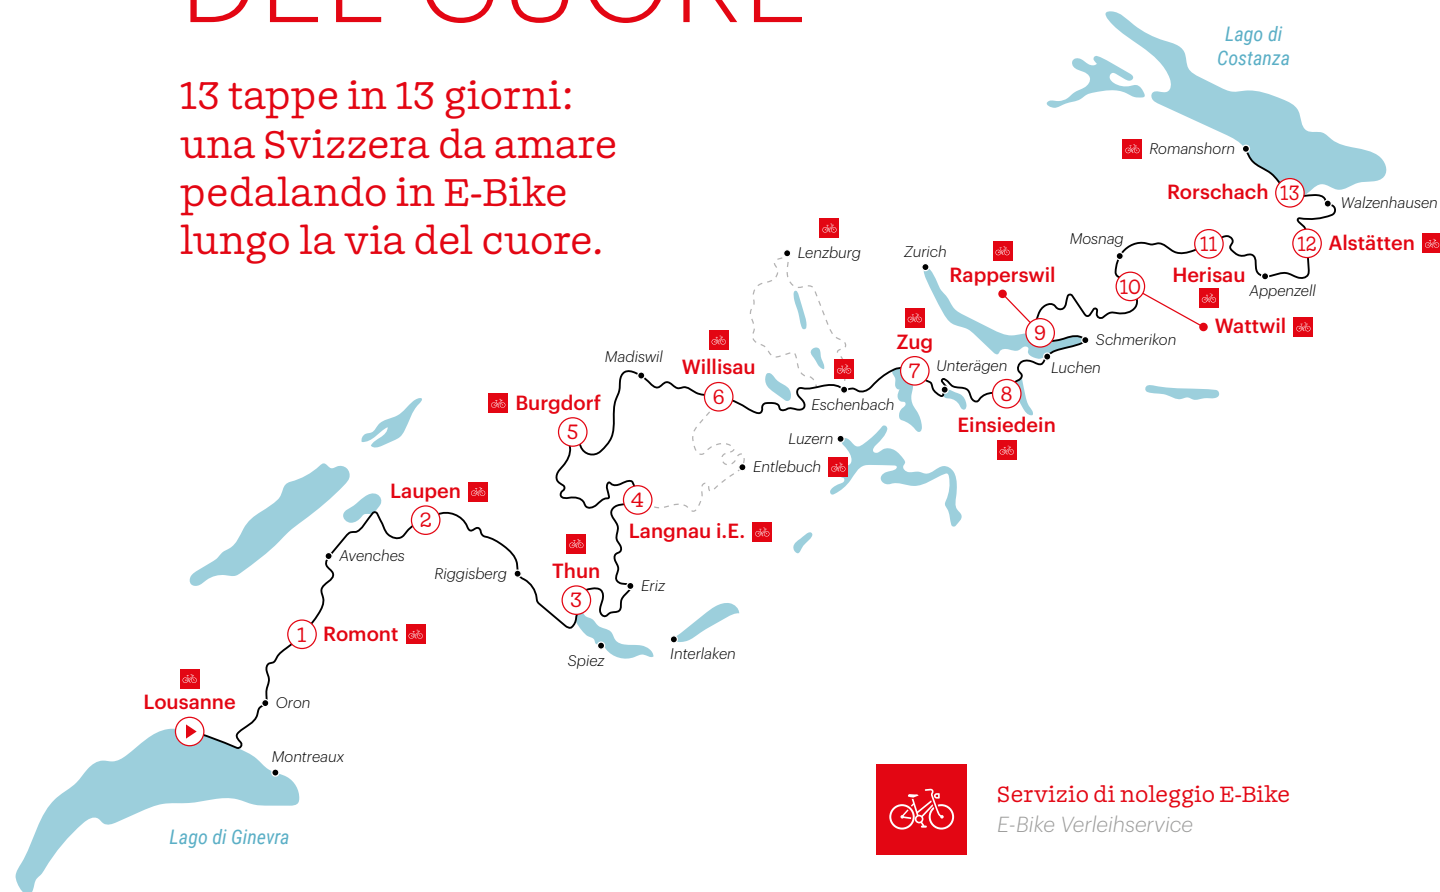 DEL CUORE
13 tappe in 13 giorni:
una Svizzera da amare
pedalando in E-Bike
lungo la via del cuore.
Lago di
Costanza
Romanshorn
Rorschach
13
Walzenhausen
Mosnag
11
12
Alstätten
Herisau
Appenzell
10
Wattwil
Lenzburg
Zurich
Rapperswil
9
Schmerikon
Luchen
Zug
7
Unterägen
8
Einsiedein
Madiswil
Willisau
6
Eschenbach
Luzern
Entlebuch
Burgdorf
5
4
Langnau i.E.
Laupen
2
Avenches
Riggisberg
Thun
3
Eriz
Spiez
Interlaken
1
Romont
Lousanne
Oron
Montreaux
Lago di Ginevra
Servizio di noleggio E-Bike
E-Bike Verleihservice